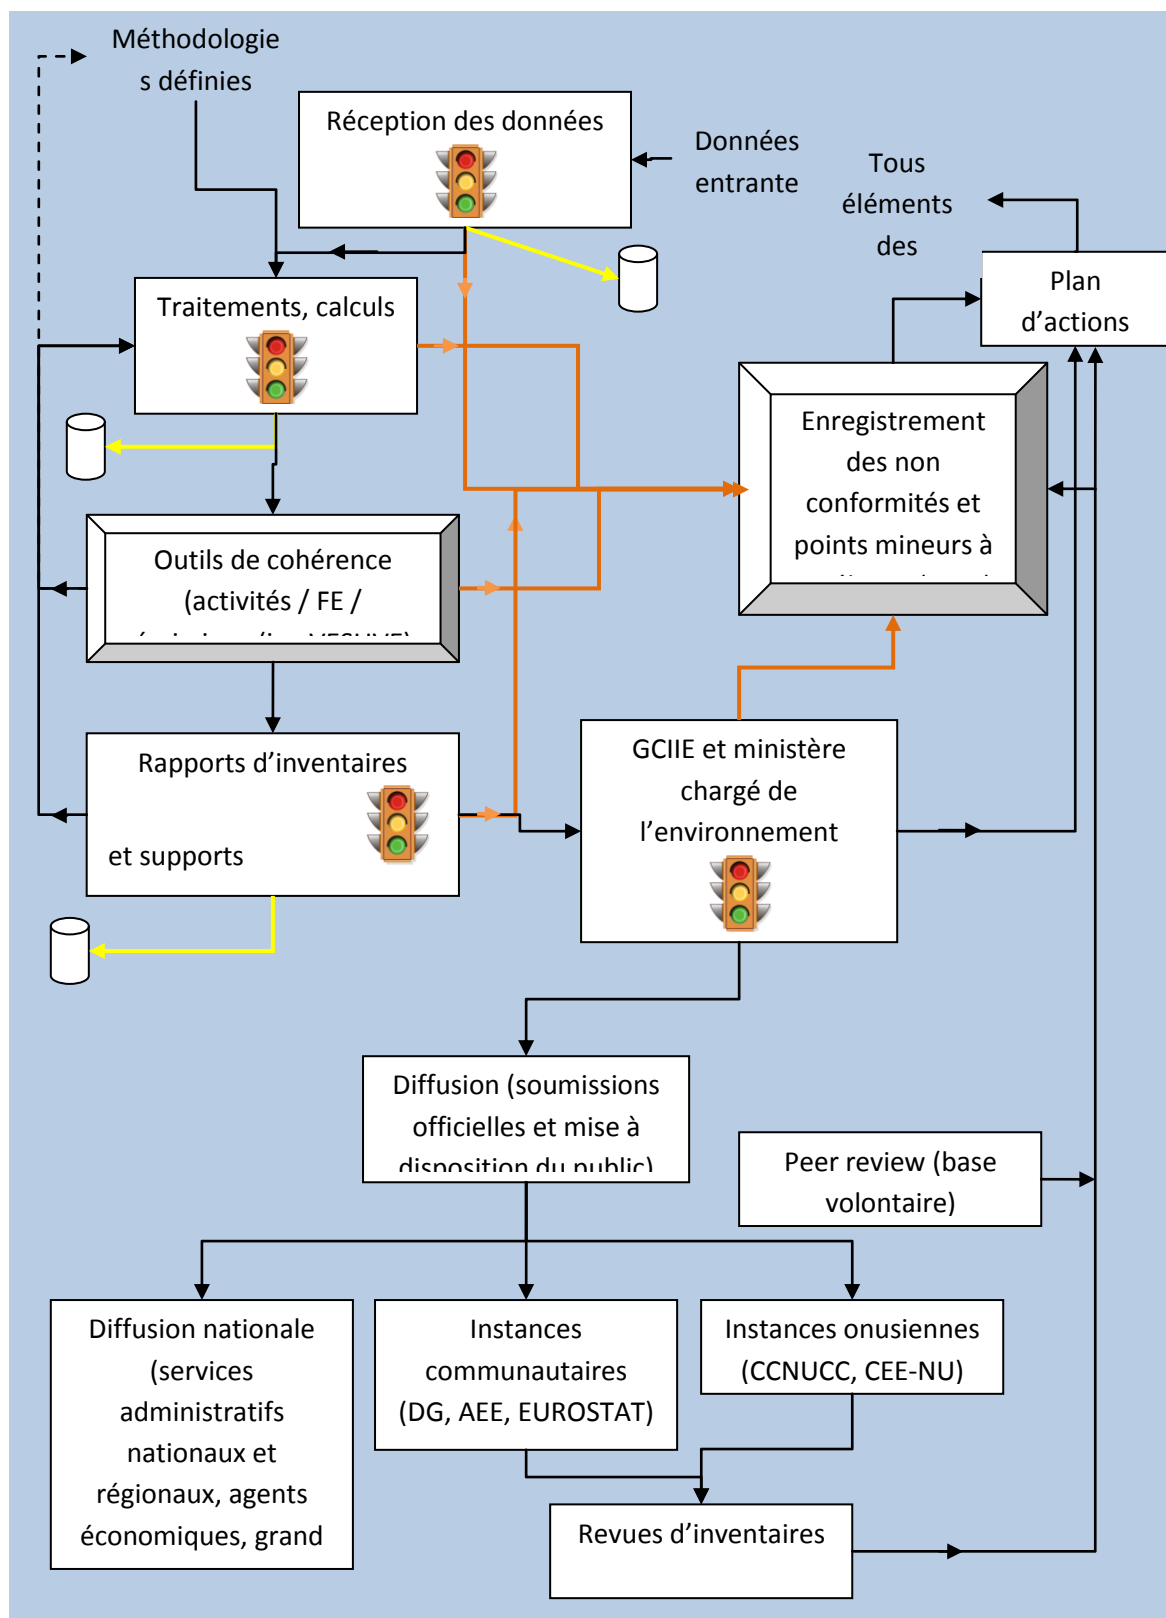 Méthodologie
s définies
Réception des données
Données
entrante
Tous
éléments
des
Plan
d’actions
Traitements, calculs
Enregistrement
des non
conformités et
points mineurs à
Outils de cohérence
(activités / FE /
Rapports d’inventaires
et supports
GCIIE et ministère
chargé de
l’environnement
Diffusion (soumissions
officielles et mise à
disposition du public)
Peer review (base
volontaire)
Diffusion nationale
(services
administratifs
nationaux et
régionaux, agents
économiques, grand
Instances
communautaires
(DG, AEE, EUROSTAT)
Instances onusiennes
(CCNUCC, CEE-NU)
Revues d’inventaires